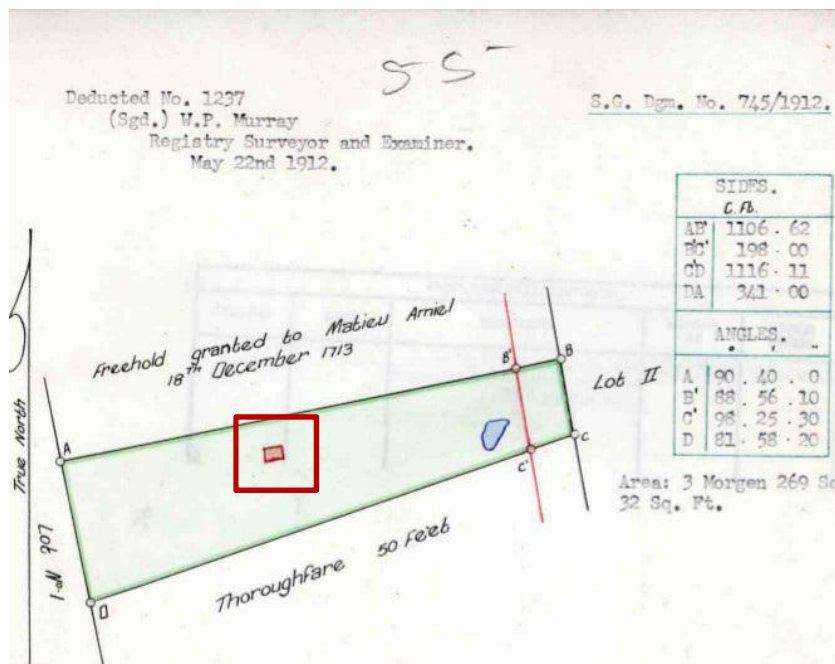 5 5
Deducted No. 1237
(Sgd.) W.P. Murray
Registry Surveyor and Examiner.
May 22nd 1912.
S.G. Dgm. No. 745/1912.
SIDES.
C. Ft.
AB' 1106 . 62
B'C' 198 . 00
C'D 1116 . 11
DA 341 . 00
ANGLES.
° ' "
A 90 . 40 . 0
B' 88 . 56 . 10
C' 98 . 25 . 30
D 81 . 58 . 20
Area: 3 Morgen 269 Sq
32 Sq. Ft.
Freehold granted to Matieu Amiel
18TH December 1713
B'
B
Lot II
A
C'
C
True North
Lot No. 1
D
Thoroughfare 50 Feet